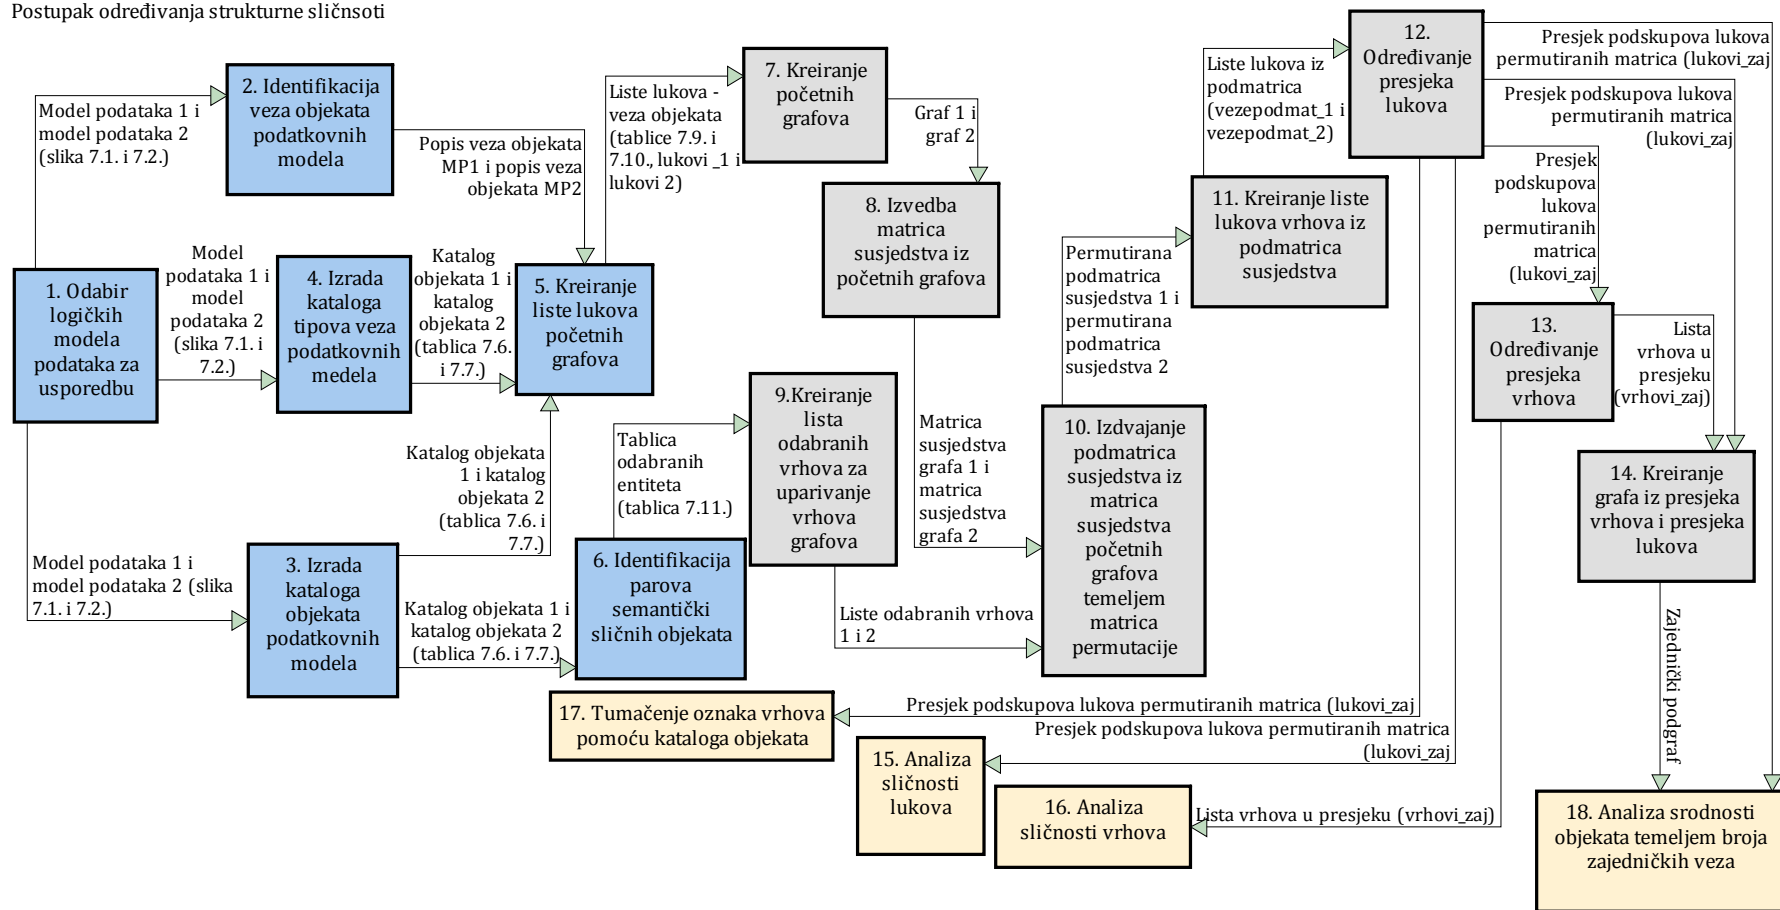 Postupak određivanja strukturne sličnsoti
Model podataka 1 i
model podataka 2
(slika 7.1. i 7.2.)
2. Identifikacija
veza objekata
podatkovnih
modela
Popis veza objekata
MP1 i popis veza
objekata MP2
Liste lukova -
veza objekata
(tablice 7.9. i
7.10., lukovi _1 i
lukovi 2)
7. Kreiranje
početnih
grafova
Graf 1 i
graf 2
8. Izvedba
matrica
susjedstva iz
početnih grafova
1. Odabir
logičkih
modela
podataka za
usporedbu
Model
podataka 1 i
model
podataka 2
(slika 7.1. i
7.2.)
4. Izrada
kataloga
tipova veza
podatkovnih
medela
Katalog
objekata 1 i
katalog
objekata 2
(tablica 7.6.
i 7.7.)
5. Kreiranje
liste lukova
početnih
grafova
Katalog objekata
1 i katalog
objekata 2
(tablica 7.6. i
7.7.)
Model podataka 1 i
model podataka 2 (slika
7.1. i 7.2.)
3. Izrada
kataloga
objekata
podatkovnih
modela
Katalog objekata 1 i
katalog objekata 2
(tablica 7.6. i 7.7.)
6. Identifikacija
parova
semantički
sličnih objekata
Tablica
odabranih
entiteta
(tablica 7.11.)
9.Kreiranje
lista
odabranih
vrhova za
uparivanje
vrhova
grafova
Liste odabranih vrhova
1 i 2
Matrica
susjedstva
grafa 1 i
matrica
susjedstva
grafa 2
10. Izdvajanje
podmatrica
susjedstva iz
matrica
susjedstva
početnih
grafova
temeljem
matrica
permutacije
Permutirana
podmatrica
susjedstva 1 i
permutirana
podmatrica
susjedstva 2
11. Kreiranje liste
lukova vrhova iz
podmatrica
susjedstva
Liste lukova iz
podmatrica
(vezepodmat_1 i
vezepodmat_2)
12.
Određivanje
presjeka
lukova
Presjek podskupova lukova
permutiranih matrica (lukovi_zaj
Presjek podskupova lukova
permutiranih matrica
(lukovi_zaj
Presjek
podskupova
lukova
permutiranih
matrica
(lukovi_zaj
13.
Određivanje
presjeka
vrhova
Lista
vrhova u
presjeku
(vrhovi_zaj)
14. Kreiranje
grafa iz presjeka
vrhova i presjeka
lukova
Zajednički podgraf
17. Tumačenje oznaka vrhova
pomoću kataloga objekata
Presjek podskupova lukova permutiranih matrica (lukovi_zaj
Presjek podskupova lukova permutiranih matrica
(lukovi_zaj
15. Analiza
sličnosti
lukova
16. Analiza
sličnosti vrhova
Lista vrhova u presjeku (vrhovi_zaj)
18. Analiza srodnosti
objekata temeljem broja
zajedničkih veza